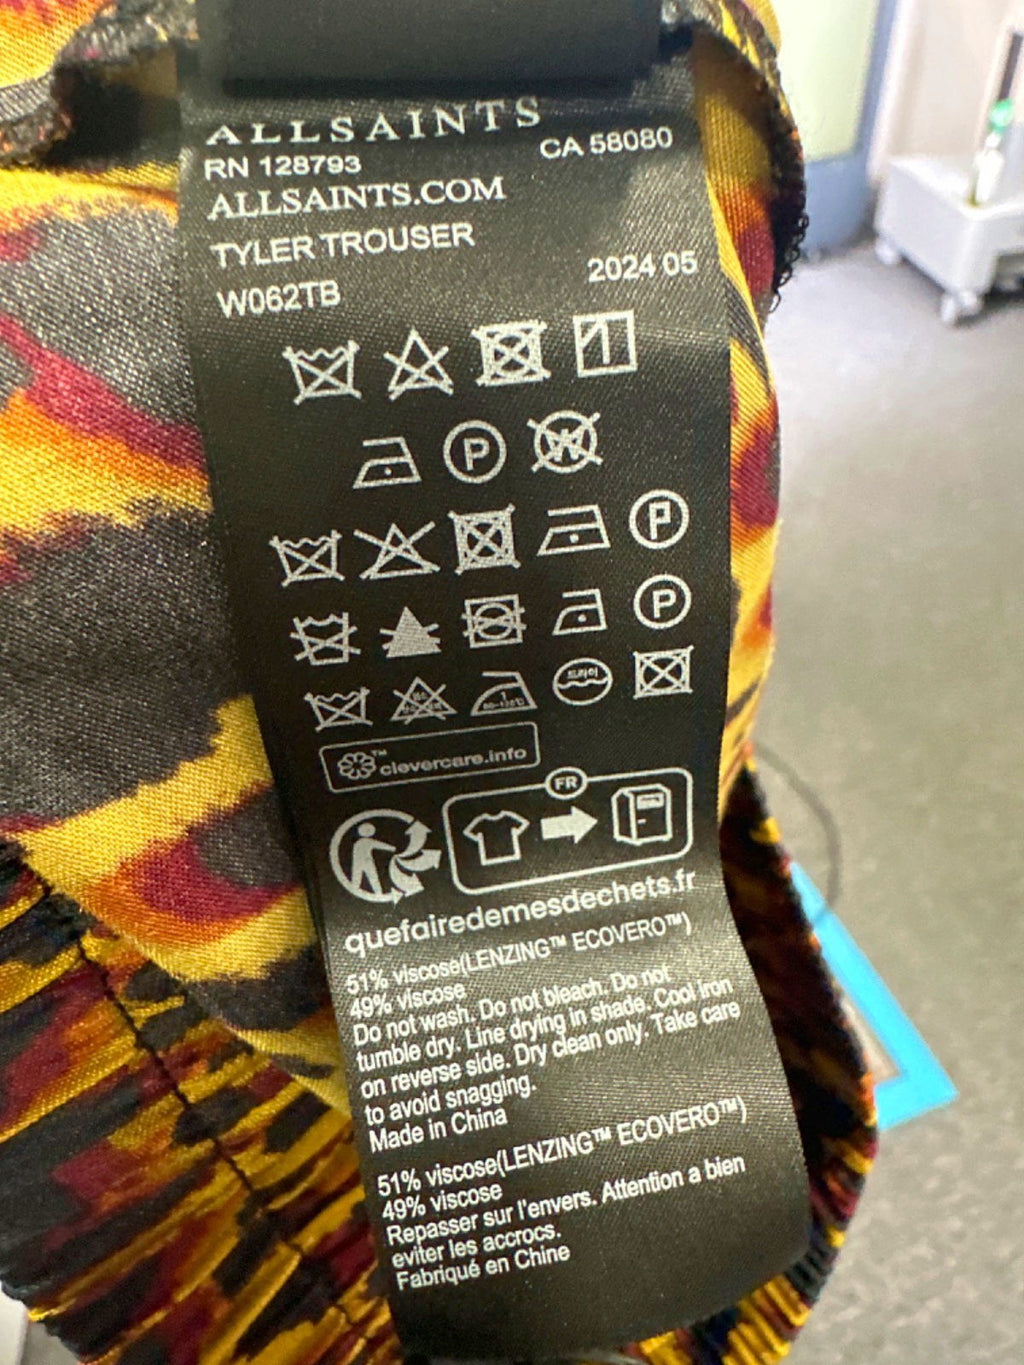 ALLSAINTS
RN 128793 CA 58080
ALLSAINTS.COM
TYLER TROUSER
W062TB 2024 05
P W
P
P
드라이
clevercare.info
FR
quefairedemesdechets.fr
51% viscose(LENZING™ ECOVERO™)
49% viscose
Do not wash. Do not bleach. Do not
tumble dry. Line drying in shade. Cool iron
on reverse side. Dry clean only. Take care
to avoid snagging.
Made in China
51% viscose(LENZING™ ECOVERO™)
49% viscose
Repasser sur l'envers. Attention a bien
eviter les accrocs.
Fabriqué en Chine